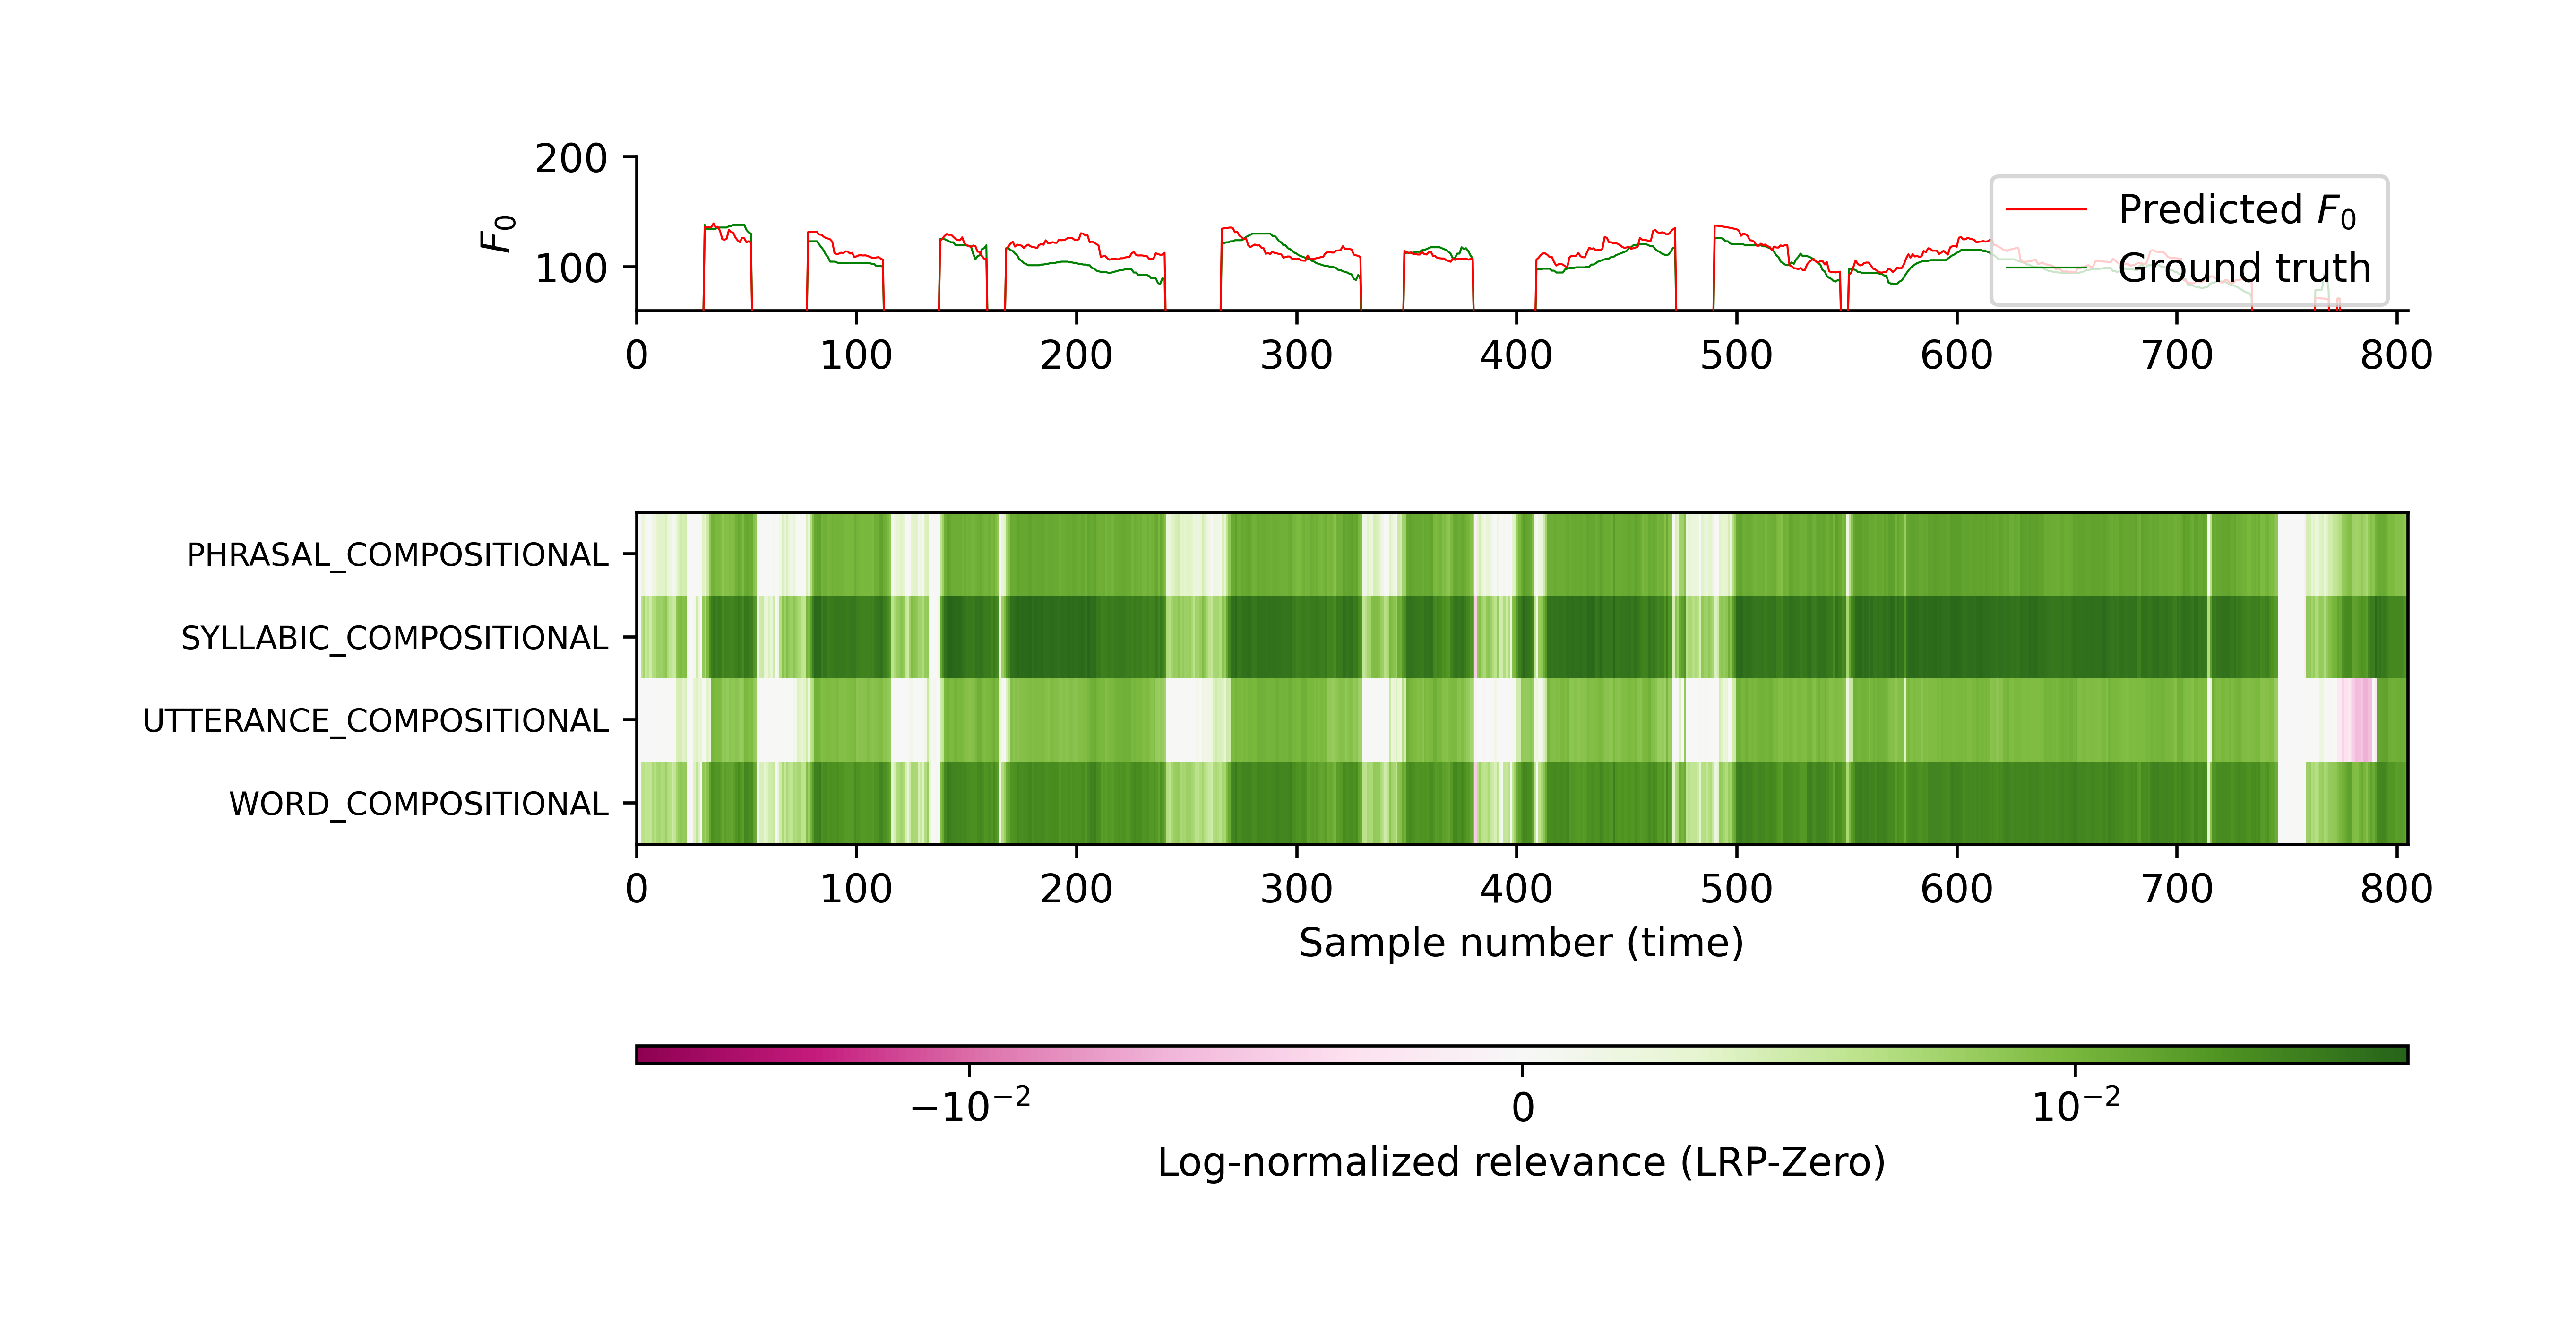 200
100
F₀
Predicted F₀
Ground truth
0 100 200 300 400 500 600 700 800
PHRASAL_COMPOSITIONAL
SYLLABIC_COMPOSITIONAL
UTTERANCE_COMPOSITIONAL
WORD_COMPOSITIONAL
0 100 200 300 400 500 600 700 800
Sample number (time)
−10⁻² 0 10⁻²
Log-normalized relevance (LRP-Zero)